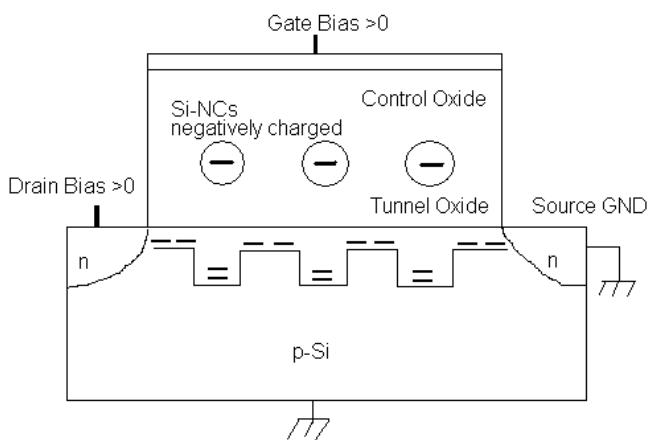 Gate Bias >0
Si-NCs
negatively charged
Control Oxide
Drain Bias >0
Tunnel Oxide
Source GND
n
n
p-Si